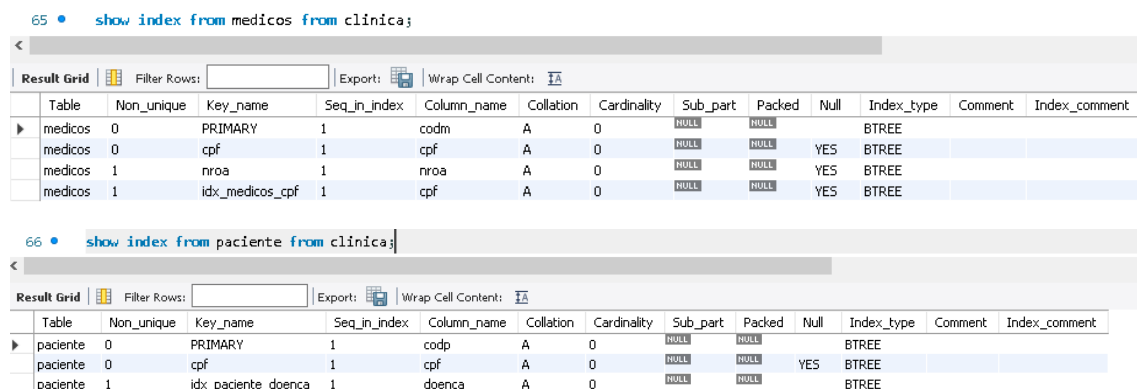 65 show index from medicos from clinica;
Result Grid Filter Rows: Export: Wrap Cell Content:
Table Non_unique Key_name Seq_in_index Column_name Collation Cardinality Sub_part Packed Null Index_type Comment Index_comment
medicos 0 PRIMARY 1 codm A 0 NULL NULL BTREE
medicos 0 cpf 1 cpf A 0 NULL NULL YES BTREE
medicos 1 nroa 1 nroa A 0 NULL NULL YES BTREE
medicos 1 idx_medicos_cpf 1 cpf A 0 NULL NULL YES BTREE
66 show index from paciente from clinica;
Result Grid Filter Rows: Export: Wrap Cell Content:
Table Non_unique Key_name Seq_in_index Column_name Collation Cardinality Sub_part Packed Null Index_type Comment Index_comment
paciente 0 PRIMARY 1 codp A 0 NULL NULL BTREE
paciente 0 cpf 1 cpf A 0 NULL NULL YES BTREE
paciente 1 idx_paciente_doenca 1 doenca A 0 NULL NULL BTREE